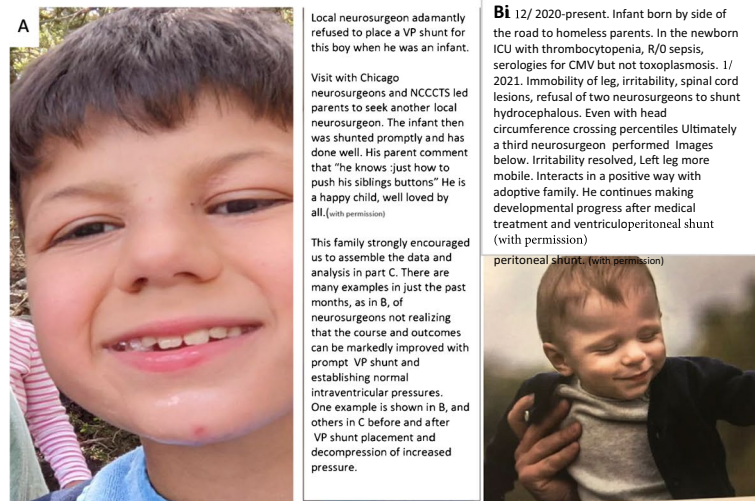 A
Local neurosurgeon adamantly
refused to place a VP shunt for
this boy when he was an infant.
Visit with Chicago
neurosurgeons and NCCCTS led
parents to seek another local
neurosurgeon. The infant then
was shunted promptly and has
done well. His parent comment
that "he knows :just how to
push his siblings buttons" He is
a happy child, well loved by
all.(with permission)
This family strongly encouraged
us to assemble the data and
analysis in part C. There are
many examples in just the past
months, as in B, of
neurosurgeons not realizing
that the course and outcomes
can be markedly improved with
prompt VP shunt and
establishing normal
intraventricular pressures.
One example is shown in B, and
others in C before and after
VP shunt placement and
decompression of increased
pressure.
Bi 12/ 2020-present. Infant born by side of
the road to homeless parents. In the newborn
ICU with thrombocytopenia, R/0 sepsis,
serologies for CMV but not toxoplasmosis. 1/
2021. Immobility of leg, irritability, spinal cord
lesions, refusal of two neurosurgeons to shunt
hydrocephalous. Even with head
circumference crossing percentiles Ultimately
a third neurosurgeon performed Images
below. Irritability resolved, Left leg more
mobile. Interacts in a positive way with
adoptive family. He continues making
developmental progress after medical
treatment and ventriculoperitoneal shunt
(with permission)
peritoneal shunt. (with permission)